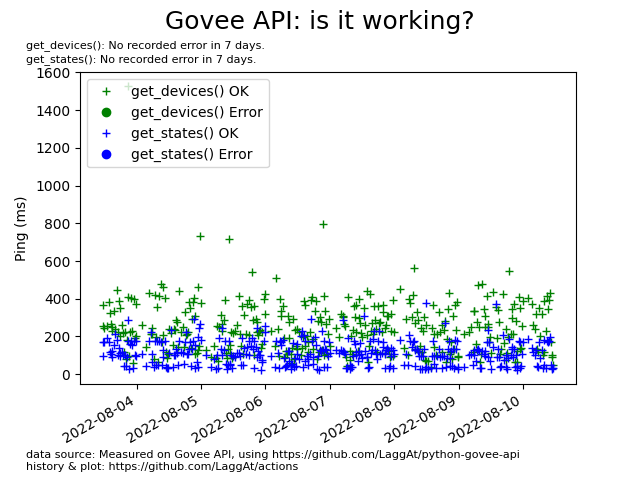 Govee API: is it working?
get_devices(): No recorded error in 7 days.
get_states(): No recorded error in 7 days.
1600
1400
1200
1000
800
600
400
200
0
Ping (ms)
get_devices() OK
get_devices() Error
get_states() OK
get_states() Error
2022-08-04
2022-08-05
2022-08-06
2022-08-07
2022-08-08
2022-08-09
2022-08-10
data source: Measured on Govee API, using https://github.com/LaggAt/python-govee-api
history & plot: https://github.com/LaggAt/actions